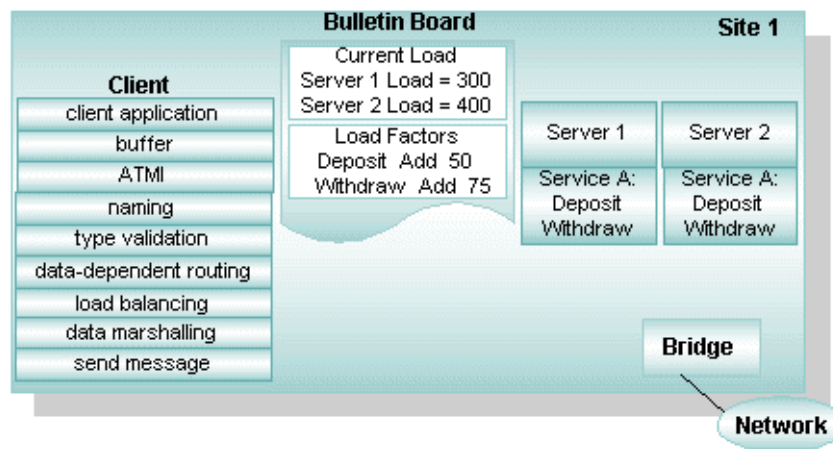 Bulletin Board
Site 1
Current Load
Server 1 Load = 300
Server 2 Load = 400
Load Factors
Deposit Add 50
Withdraw Add 75
Client
client application
buffer
ATMI
naming
type validation
data-dependent routing
load balancing
data marshalling
send message
Server 1
Service A:
Deposit
Withdraw
Server 2
Service A:
Deposit
Withdraw
Bridge
Network